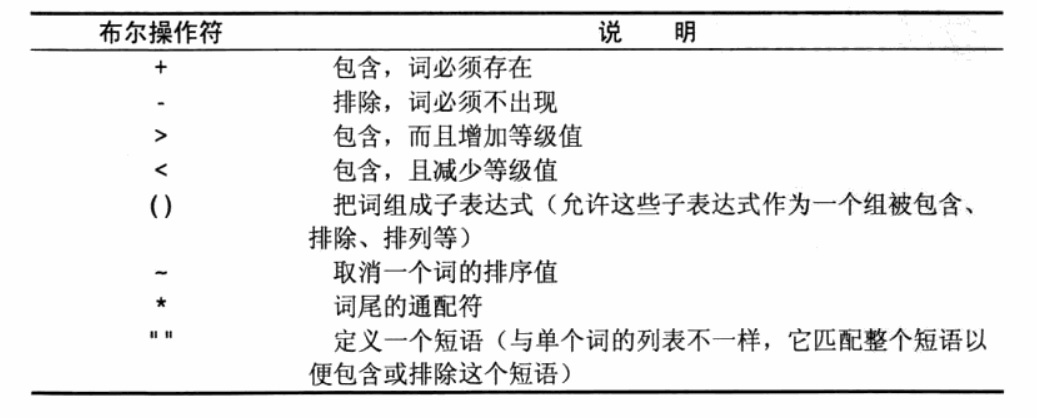 布尔操作符 说 明
+ 包含，词必须存在
- 排除，词必须不出现
> 包含，而且增加等级值
< 包含，且减少等级值
() 把词组成子表达式（允许这些子表达式作为一个组被包含、
排除、排列等）
~ 取消一个词的排序值
* 词尾的通配符
"" 定义一个短语（与单个词的列表不一样，它匹配整个短语以
便包含或排除这个短语）